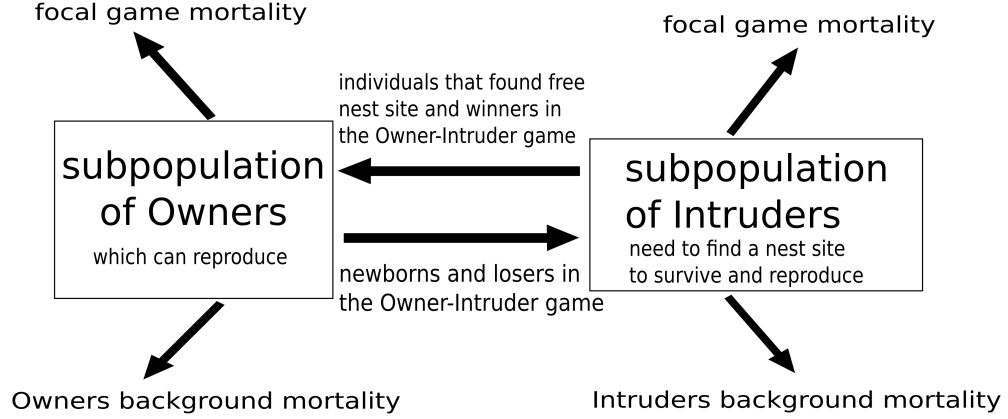 focal game mortality
focal game mortality
individuals that found free
nest site and winners in
the Owner-Intruder game
subpopulation
of Owners
which can reproduce
subpopulation
of Intruders
need to find a nest site
to survive and reproduce
newborns and losers in
the Owner-Intruder game
Owners background mortality
Intruders background mortality